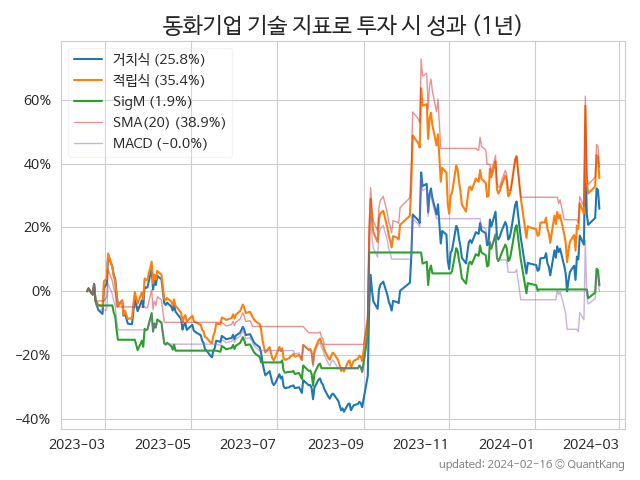 동화기업 기술 지표로 투자 시 성과 (1년)
거치식 (25.8%)
적립식 (35.4%)
SigM (1.9%)
SMA(20) (38.9%)
MACD (−0.0%)
60%
40%
20%
0%
−20%
−40%
2023-03 2023-05 2023-07 2023-09 2023-11 2024-01 2024-03
updated: 2024-02-16 © QuantKang